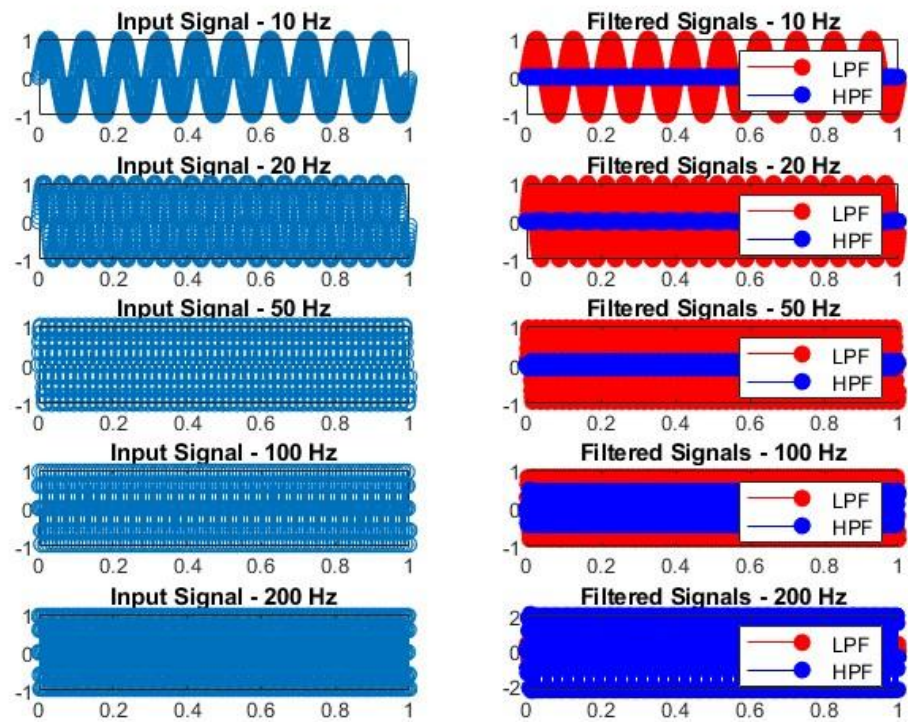 Input Signal - 10 Hz
1
0
-1
0 0.2 0.4 0.6 0.8 1
Filtered Signals - 10 Hz
1
0
-1
LPF
HPF
0 0.2 0.4 0.6 0.8 1
Input Signal - 20 Hz
1
0
-1
0 0.2 0.4 0.6 0.8 1
Filtered Signals - 20 Hz
1
0
-1
LPF
HPF
0 0.2 0.4 0.6 0.8 1
Input Signal - 50 Hz
1
0
-1
0 0.2 0.4 0.6 0.8 1
Filtered Signals - 50 Hz
1
0
-1
LPF
HPF
0 0.2 0.4 0.6 0.8 1
Input Signal - 100 Hz
1
0
-1
0 0.2 0.4 0.6 0.8 1
Filtered Signals - 100 Hz
1
0
-1
LPF
HPF
0 0.2 0.4 0.6 0.8 1
Input Signal - 200 Hz
1
0
-1
0 0.2 0.4 0.6 0.8 1
Filtered Signals - 200 Hz
2
0
-2
LPF
HPF
0 0.2 0.4 0.6 0.8 1